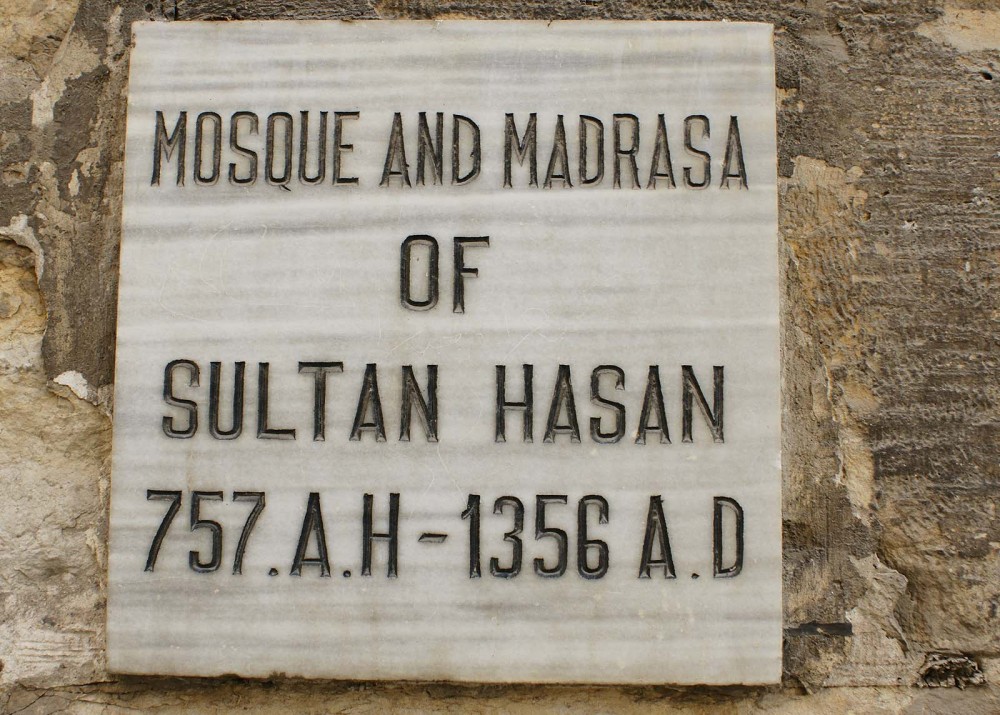 MOSQUE AND MADRASA
OF
SULTAN HASAN
757.A.H-1356 A.D